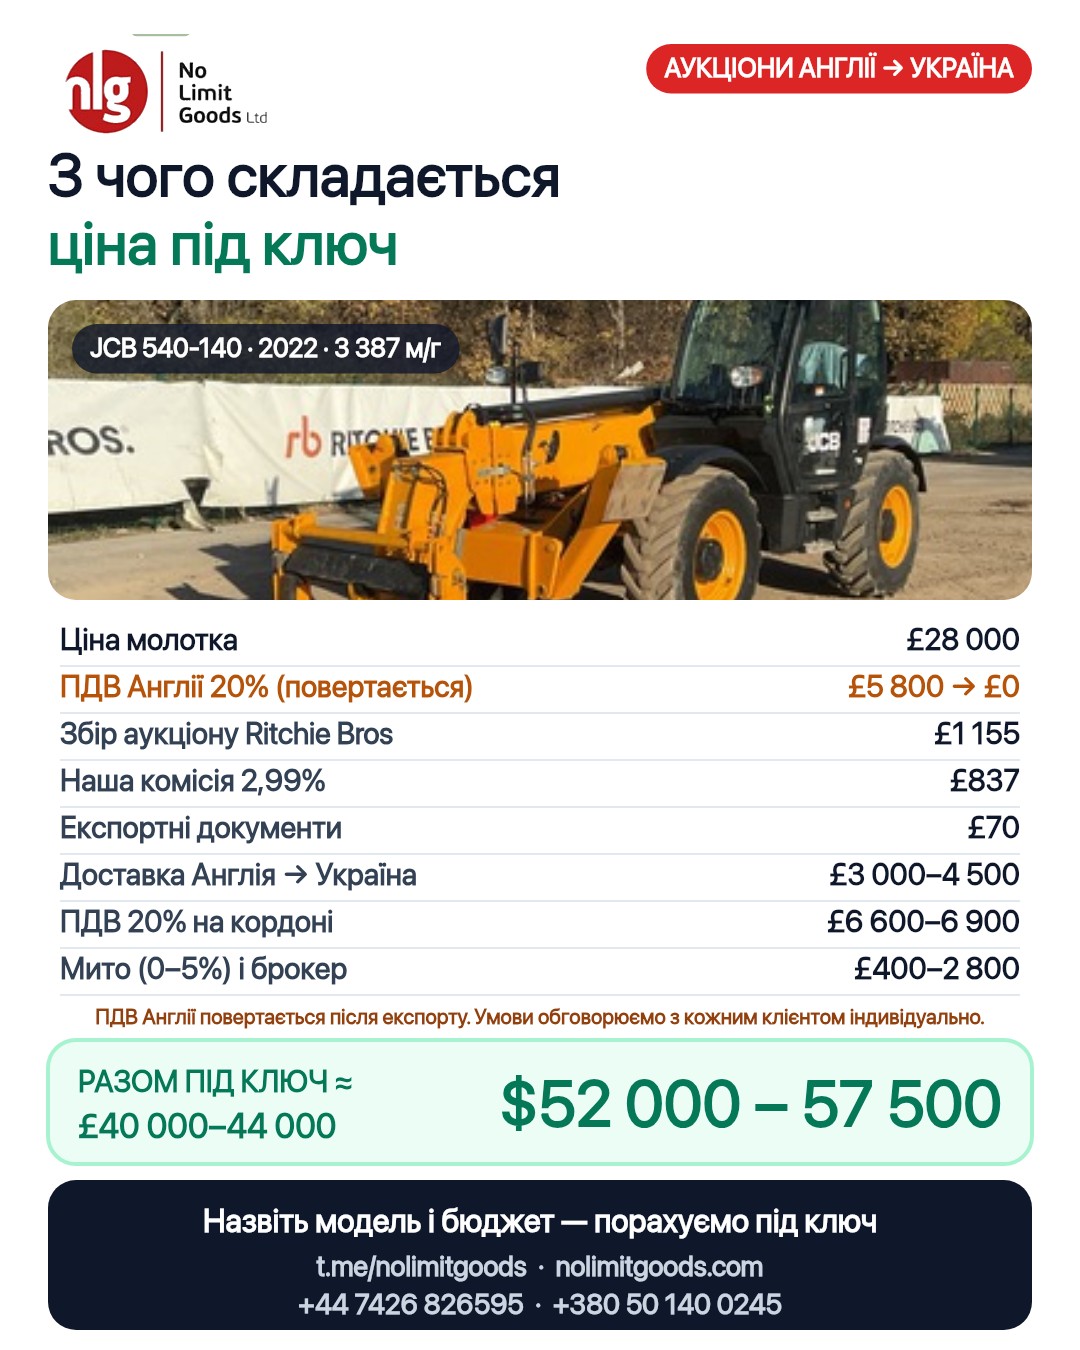 nlg
No
Limit
Goods Ltd
АУКЦІОНИ АНГЛІЇ → УКРАЇНА
З чого складається
ціна під ключ
JCB 540-140 · 2022 · 3 387 м/г
ROS.
rb RITCHIE B
JCB
Ціна молотка £28 000
ПДВ Англії 20% (повертається) £5 800 → £0
Збір аукціону Ritchie Bros £1 155
Наша комісія 2,99% £837
Експортні документи £70
Доставка Англія → Україна £3 000–4 500
ПДВ 20% на кордоні £6 600–6 900
Мито (0–5%) і брокер £400–2 800
ПДВ Англії повертається після експорту. Умови обговорюємо з кожним клієнтом індивідуально.
РАЗОМ ПІД КЛЮЧ ≈
£40 000–44 000
$52 000 – 57 500
Назвіть модель і бюджет — порахуємо під ключ
t.me/nolimitgoods · nolimitgoods.com
+44 7426 826595 · +380 50 140 0245